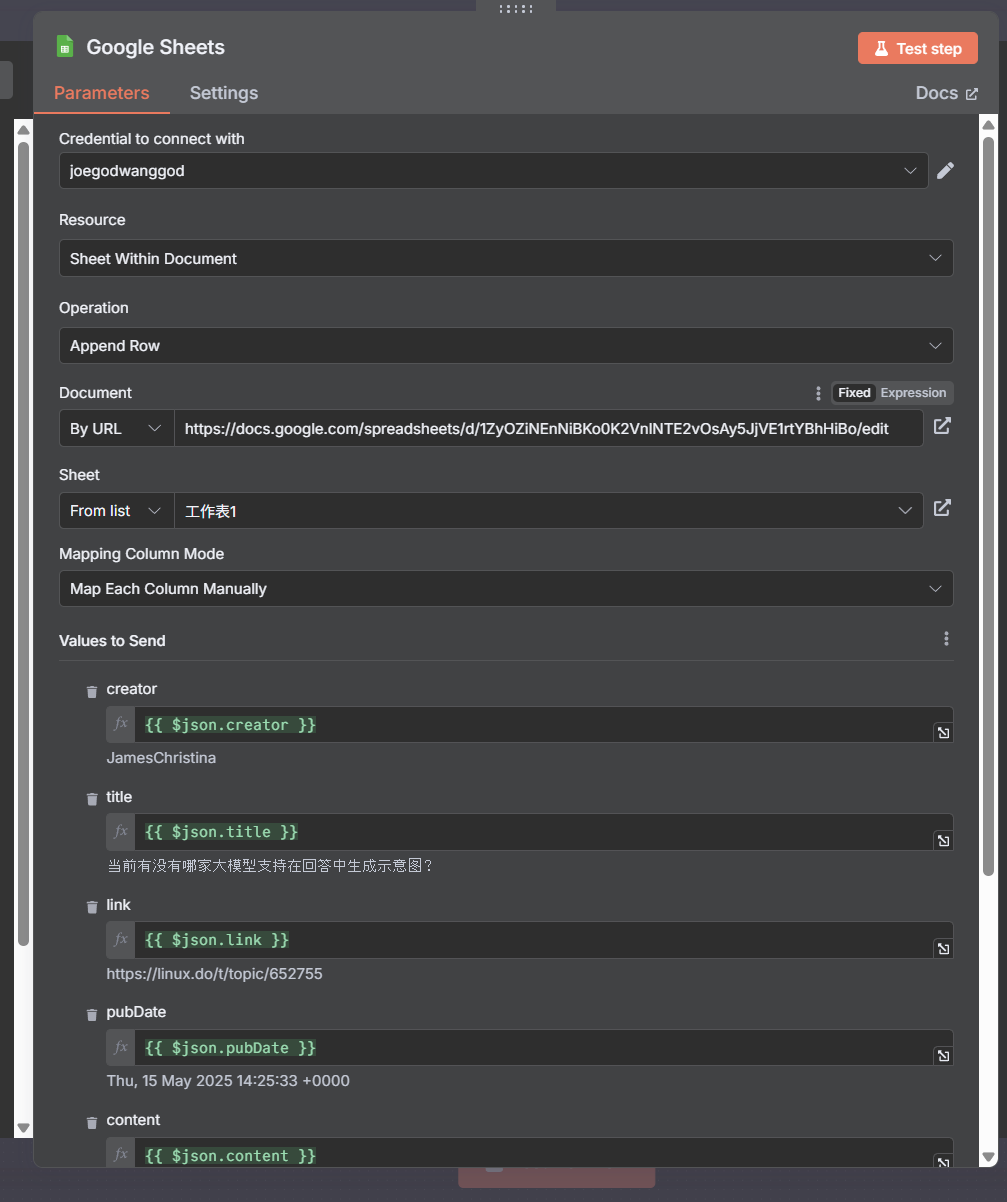 Google Sheets
Test step
Parameters
Settings
Docs
Credential to connect with
joegodwanggod
Resource
Sheet Within Document
Operation
Append Row
Document
Fixed
Expression
By URL
https://docs.google.com/spreadsheets/d/1ZyOZiNEnNiBKo0K2VnlNTE2vOsAy5JjVE1rtYBhHiBo/edit
Sheet
From list
工作表1
Mapping Column Mode
Map Each Column Manually
Values to Send
creator
fx
{{ $json.creator }}
JamesChristina
title
fx
{{ $json.title }}
当前有没有哪家大模型支持在回答中生成示意图？
link
fx
{{ $json.link }}
https://linux.do/t/topic/652755
pubDate
fx
{{ $json.pubDate }}
Thu, 15 May 2025 14:25:33 +0000
content
fx
{{ $json.content }}